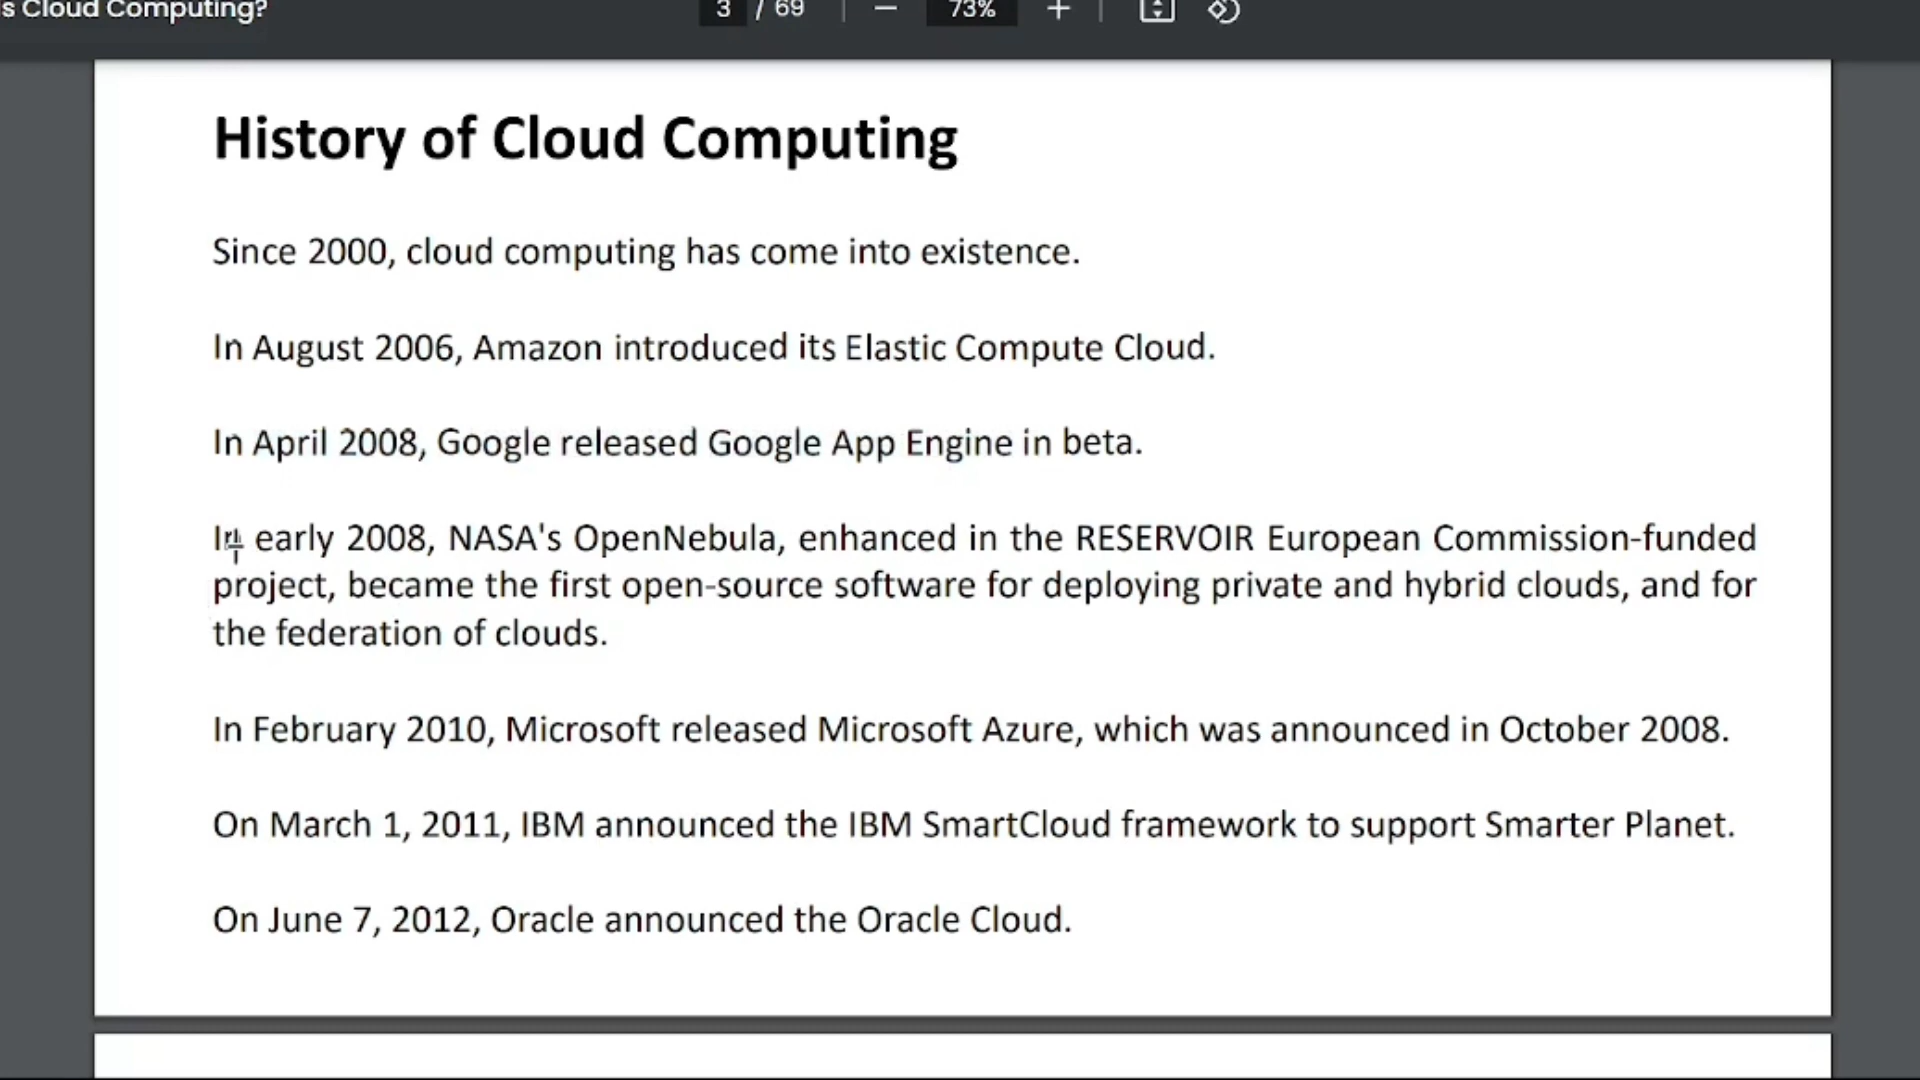 s Cloud Computing?
3 / 69
73%
History of Cloud Computing
Since 2000, cloud computing has come into existence.
In August 2006, Amazon introduced its Elastic Compute Cloud.
In April 2008, Google released Google App Engine in beta.
In early 2008, NASA's OpenNebula, enhanced in the RESERVOIR European Commission-funded
project, became the first open-source software for deploying private and hybrid clouds, and for
the federation of clouds.
In February 2010, Microsoft released Microsoft Azure, which was announced in October 2008.
On March 1, 2011, IBM announced the IBM SmartCloud framework to support Smarter Planet.
On June 7, 2012, Oracle announced the Oracle Cloud.